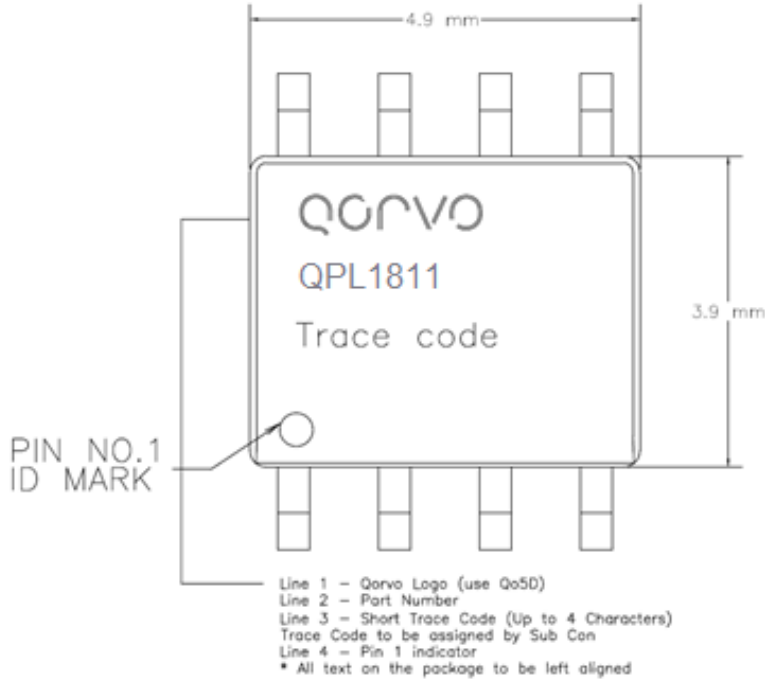 4.9 mm
QORVO
QPL1811
Trace code
3.9 mm
PIN NO.1
ID MARK
Line 1 – Qorvo Logo (use Qo5D)
Line 2 – Part Number
Line 3 – Short Trace Code (Up to 4 Characters)
Trace Code to be assigned by Sub Con
Line 4 – Pin 1 indicator
* All text on the package to be left aligned